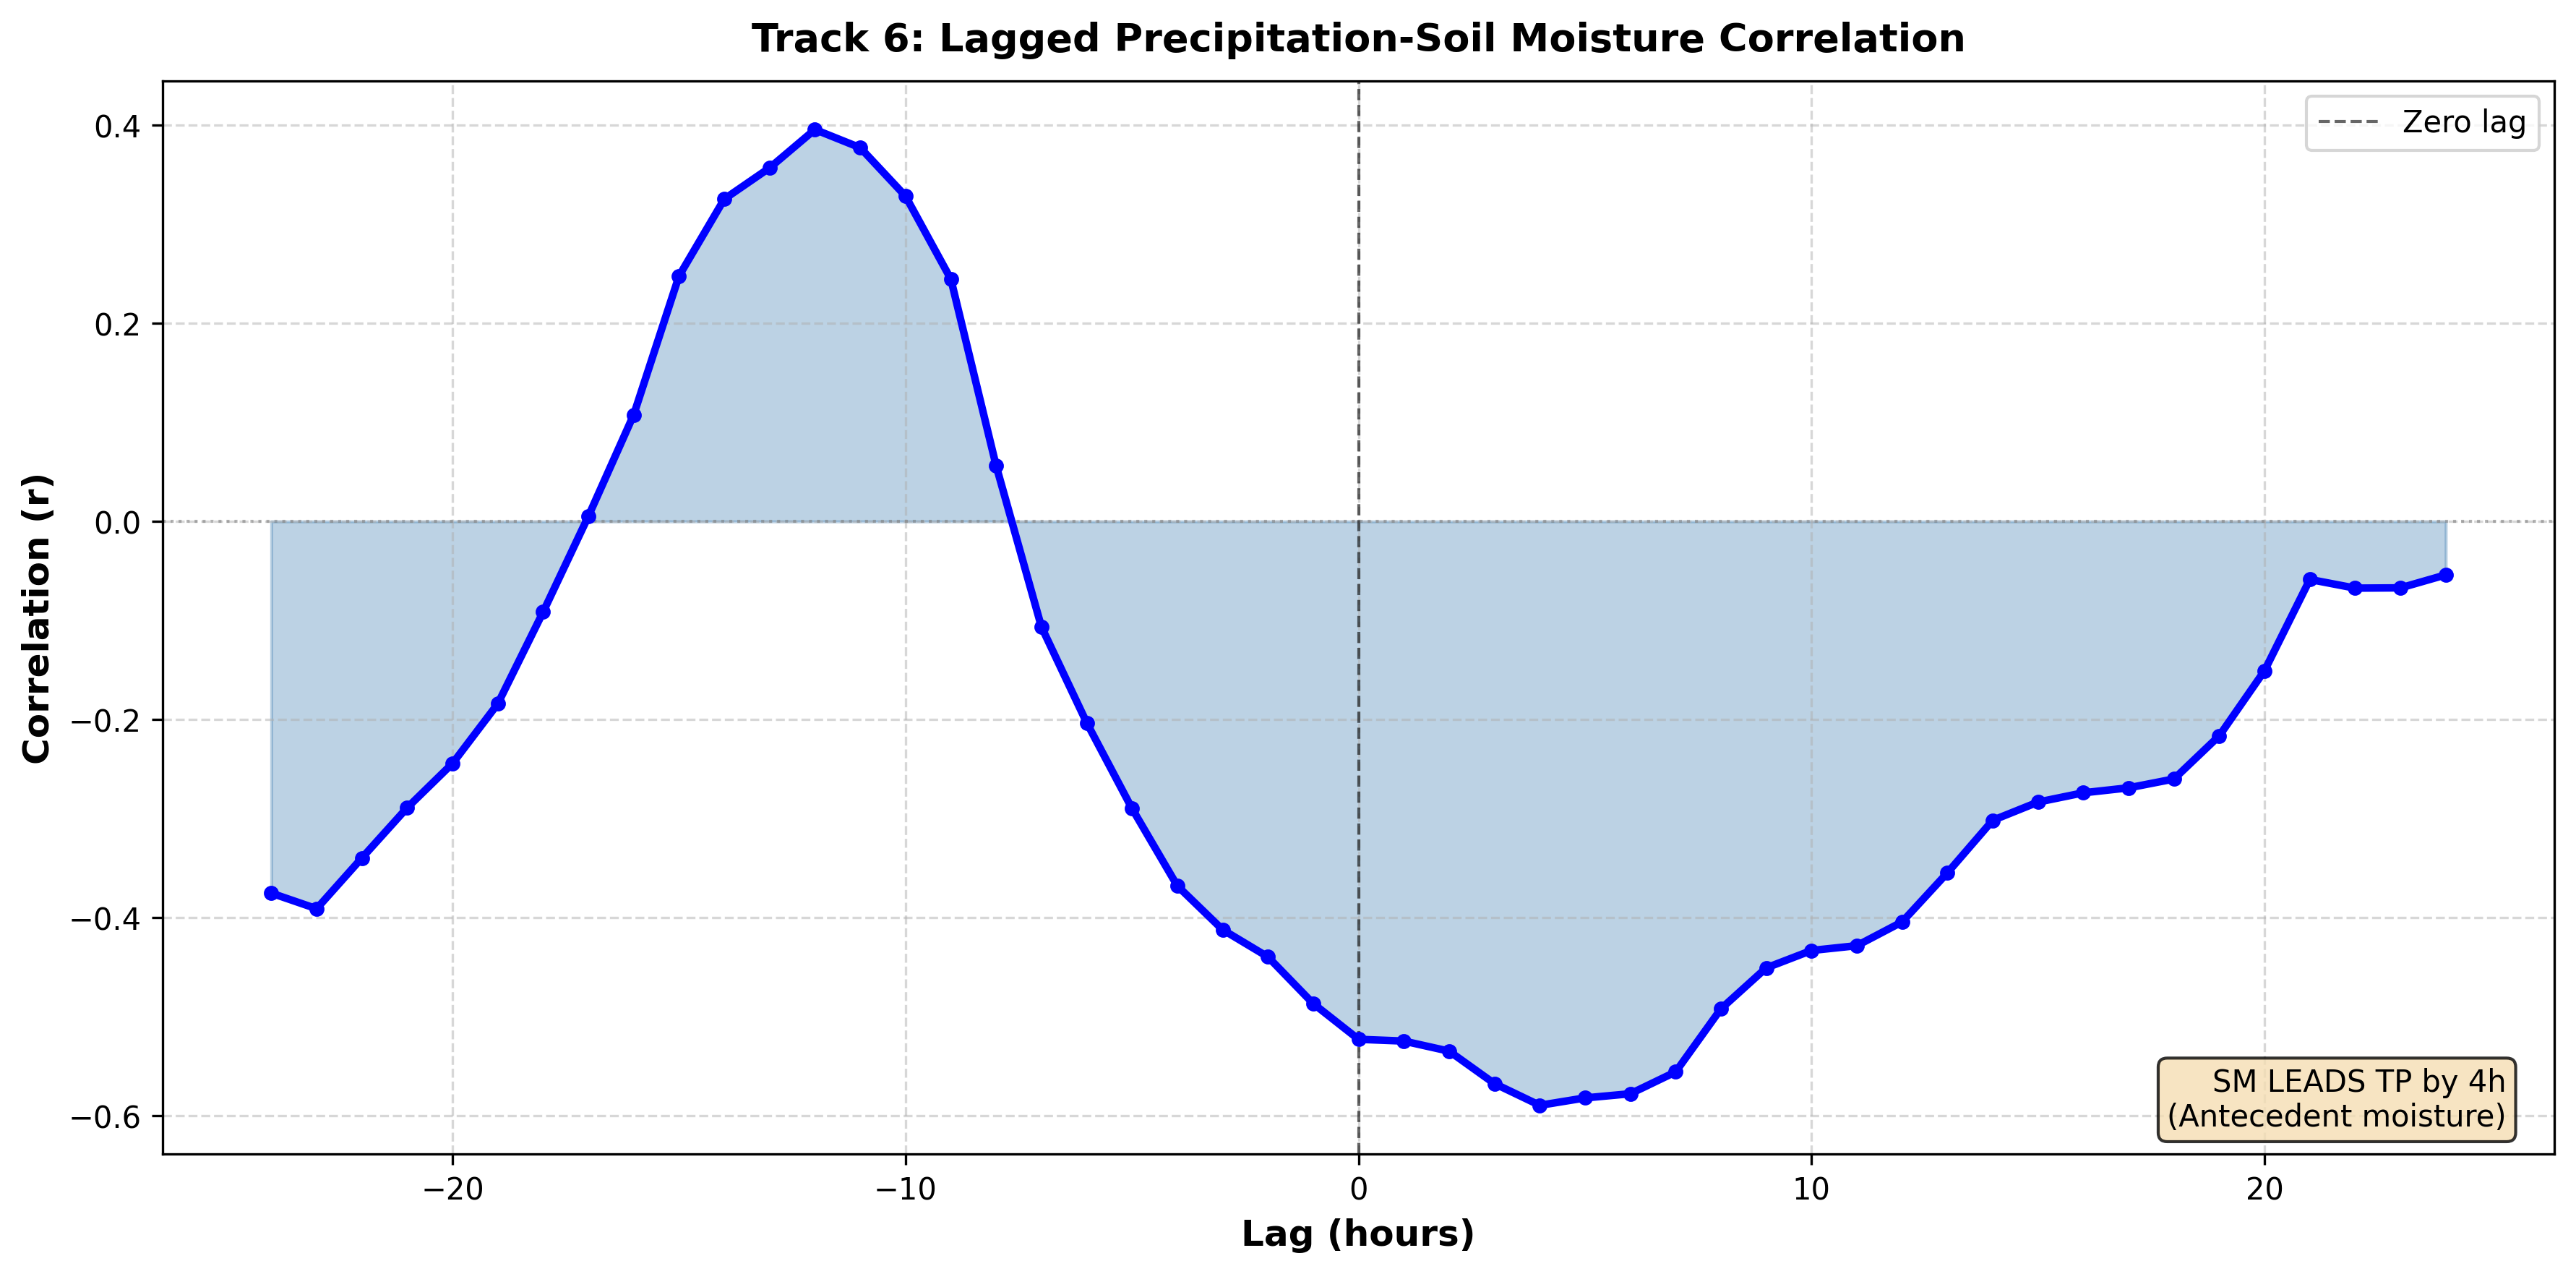 Track 6: Lagged Precipitation-Soil Moisture Correlation
Zero lag
Correlation (r)
0.4
0.2
0.0
−0.2
−0.4
−0.6
SM LEADS TP by 4h
(Antecedent moisture)
−20
−10
0
10
20
Lag (hours)